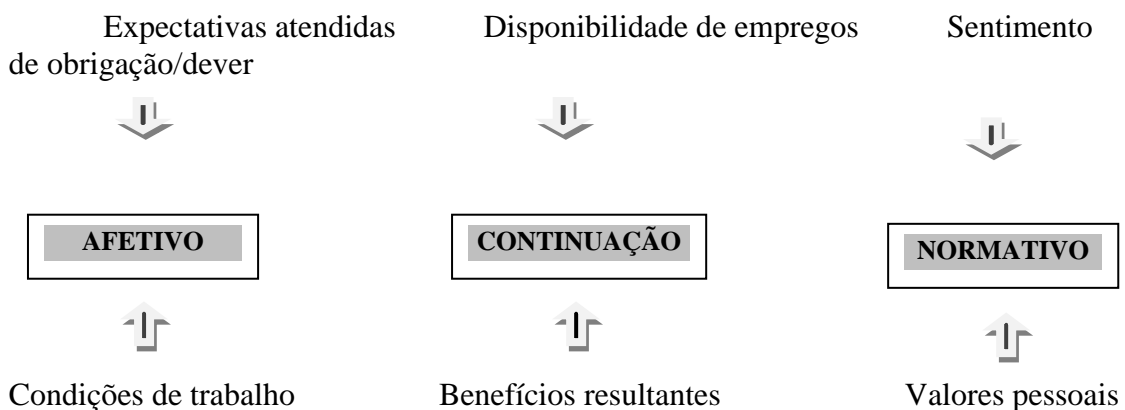 Expectativas atendidas Disponibilidade de empregos Sentimento
de obrigação/dever
AFETIVO CONTINUAÇÃO NORMATIVO
Condições de trabalho Benefícios resultantes Valores pessoais